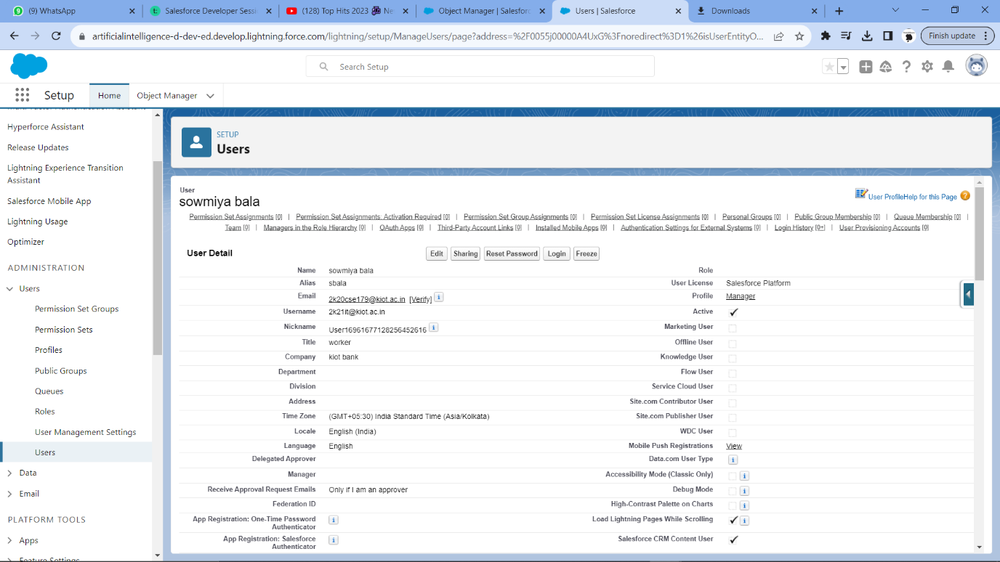 (9) WhatsApp
Salesforce Developer Sessi
(128) Top Hits 2023 Ne
Object Manager | Salesforc
Users | Salesforce
Downloads
artificialintelligence-d-dev-ed.develop.lightning.force.com/lightning/setup/ManageUsers/page?address=%2F0055j00000A4UxG%3Fnoredirect%3D1%26isUserEntityO...
Finish update
Search Setup
Setup
Home
Object Manager
Hyperforce Assistant
Release Updates
Lightning Experience Transition
Assistant
Salesforce Mobile App
Lightning Usage
Optimizer
ADMINISTRATION
Users
Permission Set Groups
Permission Sets
Profiles
Public Groups
Queues
Roles
User Management Settings
Users
Data
Email
PLATFORM TOOLS
Apps
Feature Settings
SETUP
Users
User
sowmiya bala
User Profile Help for this Page
Permission Set Assignments [0] | Permission Set Assignments: Activation Required [0] | Permission Set Group Assignments [0] | Permission Set License Assignments [0] | Personal Groups [0] | Public Group Membership [0] | Queue Membership [0] |
Team [0] | Managers in the Role Hierarchy [0] | OAuth Apps [0] | Third-Party Account Links [0] | Installed Mobile Apps [0] | Authentication Settings for External Systems [0] | Login History [0+] | User Provisioning Accounts [0]
User Detail
Edit Sharing Reset Password Login Freeze
Name sowmiya bala Role
Alias sbala User License Salesforce Platform
Email 2k20cse179@kiot.ac.in [Verify] Profile Manager
Username 2k21it@kiot.ac.in Active
Nickname User16961677128256452616 Marketing User
Title worker Offline User
Company kiot bank Knowledge User
Department Flow User
Division Service Cloud User
Address Site.com Contributor User
Time Zone (GMT+05:30) India Standard Time (Asia/Kolkata) Site.com Publisher User
Locale English (India) WDC User
Language English Mobile Push Registrations View
Delegated Approver Data.com User Type
Manager Accessibility Mode (Classic Only)
Receive Approval Request Emails Only if I am an approver Debug Mode
Federation ID High-Contrast Palette on Charts
App Registration: One-Time Password
Authenticator
Load Lightning Pages While Scrolling
App Registration: Salesforce
Authenticator
Salesforce CRM Content User